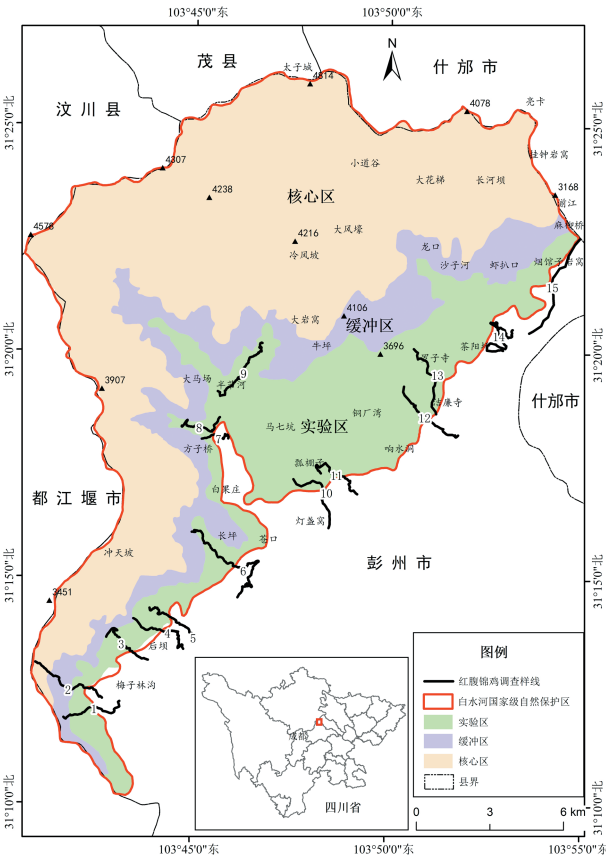 103°45'0"东
103°50'0"东
茂县
太子城
4814
N
什邡市
汶川县
4078
亮卡
31°25'0"北
31°25'0"北
4307
小道谷
桂钟岩窝
大花梯
长河坝
4238
核心区
3168
前江
4578
4216
大风壕
麻柳桥
冷风坡
龙口
沙子河
虾扒口
烟馆子岩窝
15
4106
大岩窝
缓冲区
14
茶阳坪
31°20'0"北
31°20'0"北
牛坪
3696
罗子寺
大马场
9
13
3907
什邡市
铜厂湾
12
8
马七坑
实验区
7
方子桥
响水洞
瓢棚子
11
白果庄
10
都江堰市
灯盏窝
长坪
苍口
冲天坡
彭州市
6
31°15'0"北
31°15'0"北
3451
5
4
3
后坝
图例
梅子林沟
2
红腹锦鸡调查样线
白水河国家级自然保护区
1
实验区
成都
缓冲区
核心区
县界
四川省
31°10'0"北
31°10'0"北
0
3
6 km
103°45'0"东
103°50'0"东
103°55'0"东